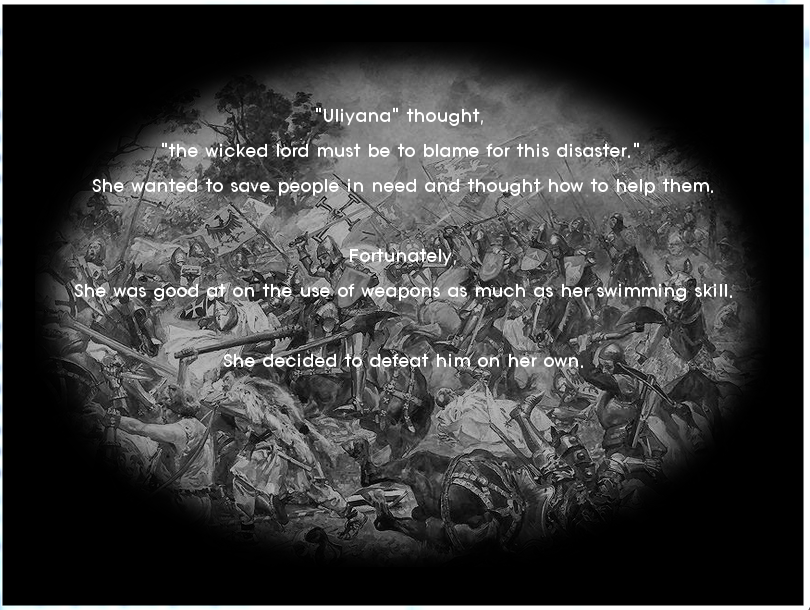 "Uliyana" thought,
"the wicked lord must be to blame for this disaster."
She wanted to save people in need and thought how to help them.
Fortunately,
She was good at on the use of weapons as much as her swimming skill.
She decided to defeat him on her own.